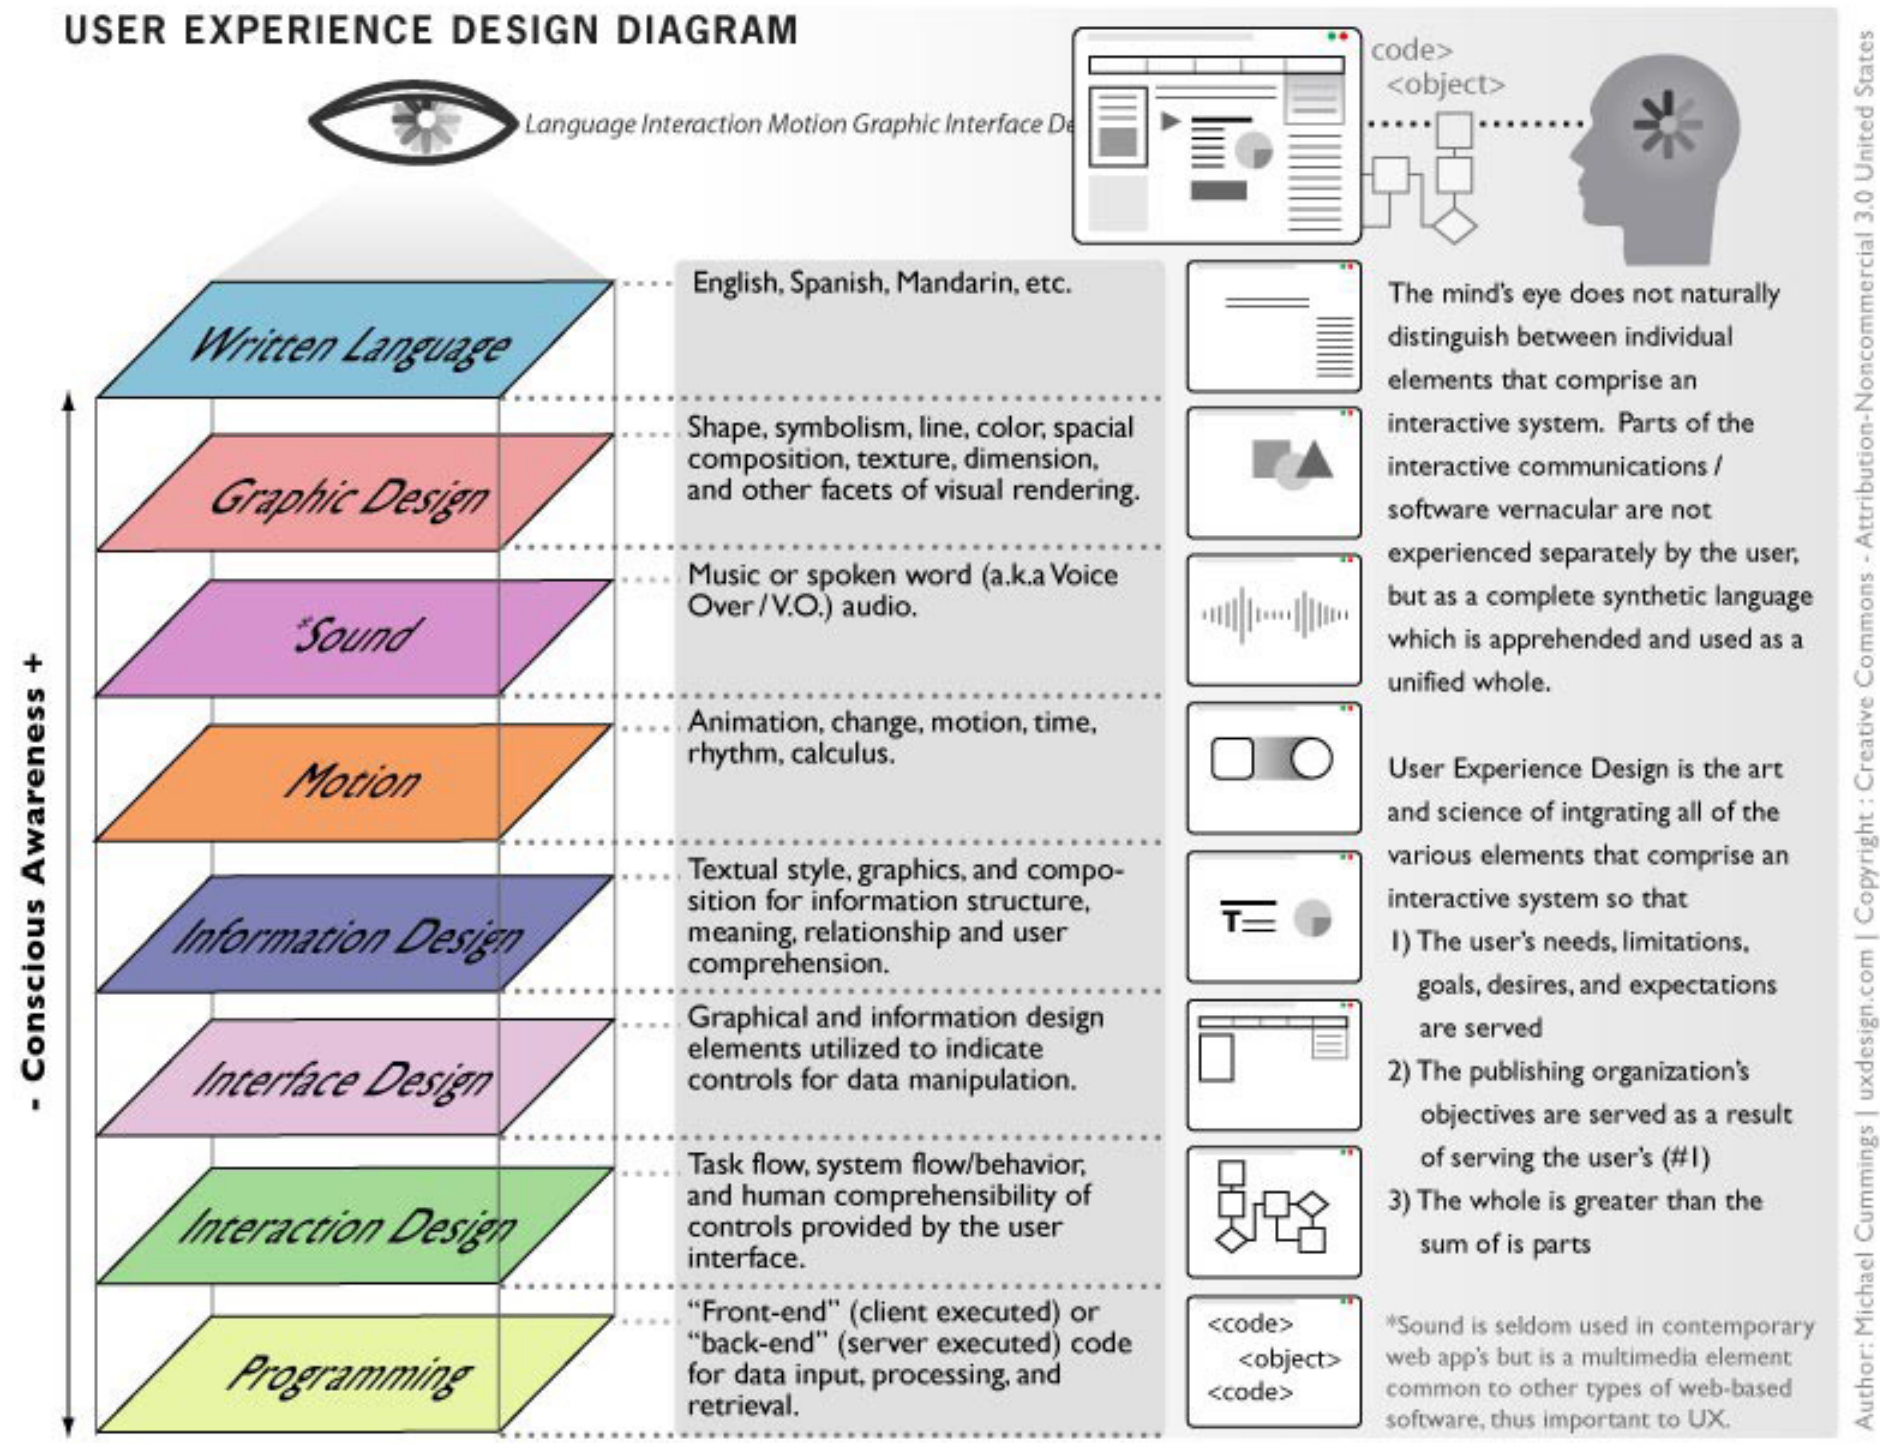 USER EXPERIENCE DESIGN DIAGRAM
Language Interaction Motion Graphic Interface De
code>
<object>
- Conscious Awareness +
Written Language
English, Spanish, Mandarin, etc.
Graphic Design
Shape, symbolism, line, color, spacial
composition, texture, dimension,
and other facets of visual rendering.
*Sound
Music or spoken word (a.k.a Voice
Over / V.O.) audio.
Motion
Animation, change, motion, time,
rhythm, calculus.
Information Design
Textual style, graphics, and compo-
sition for information structure,
meaning, relationship and user
comprehension.
T
Interface Design
Graphical and information design
elements utilized to indicate
controls for data manipulation.
Interaction Design
Task flow, system flow/behavior,
and human comprehensibility of
controls provided by the user
interface.
Programming
“Front-end” (client executed) or
“back-end” (server executed) code
for data input, processing, and
retrieval.
<code>
<object>
<code>
The mind's eye does not naturally
distinguish between individual
elements that comprise an
interactive system. Parts of the
interactive communications /
software vernacular are not
experienced separately by the user,
but as a complete synthetic language
which is apprehended and used as a
unified whole.
User Experience Design is the art
and science of intgrating all of the
various elements that comprise an
interactive system so that
1) The user's needs, limitations,
goals, desires, and expectations
are served
2) The publishing organization's
objectives are served as a result
of serving the user's (#1)
3) The whole is greater than the
sum of is parts
*Sound is seldom used in contemporary
web app's but is a multimedia element
common to other types of web-based
software, thus important to UX.
Author: Michael Cummings | uxdesign.com | Copyright : Creative Commons - Attribution-Noncommercial 3.0 United States